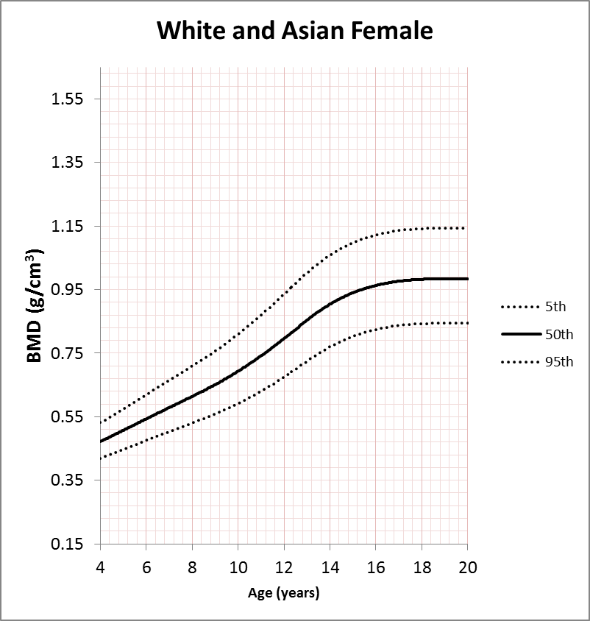 White and Asian Female
1.55
1.35
1.15
0.95
0.75
0.55
0.35
0.15
BMD (g/cm³)
4 6 8 10 12 14 16 18 20
Age (years)
5th
50th
95th